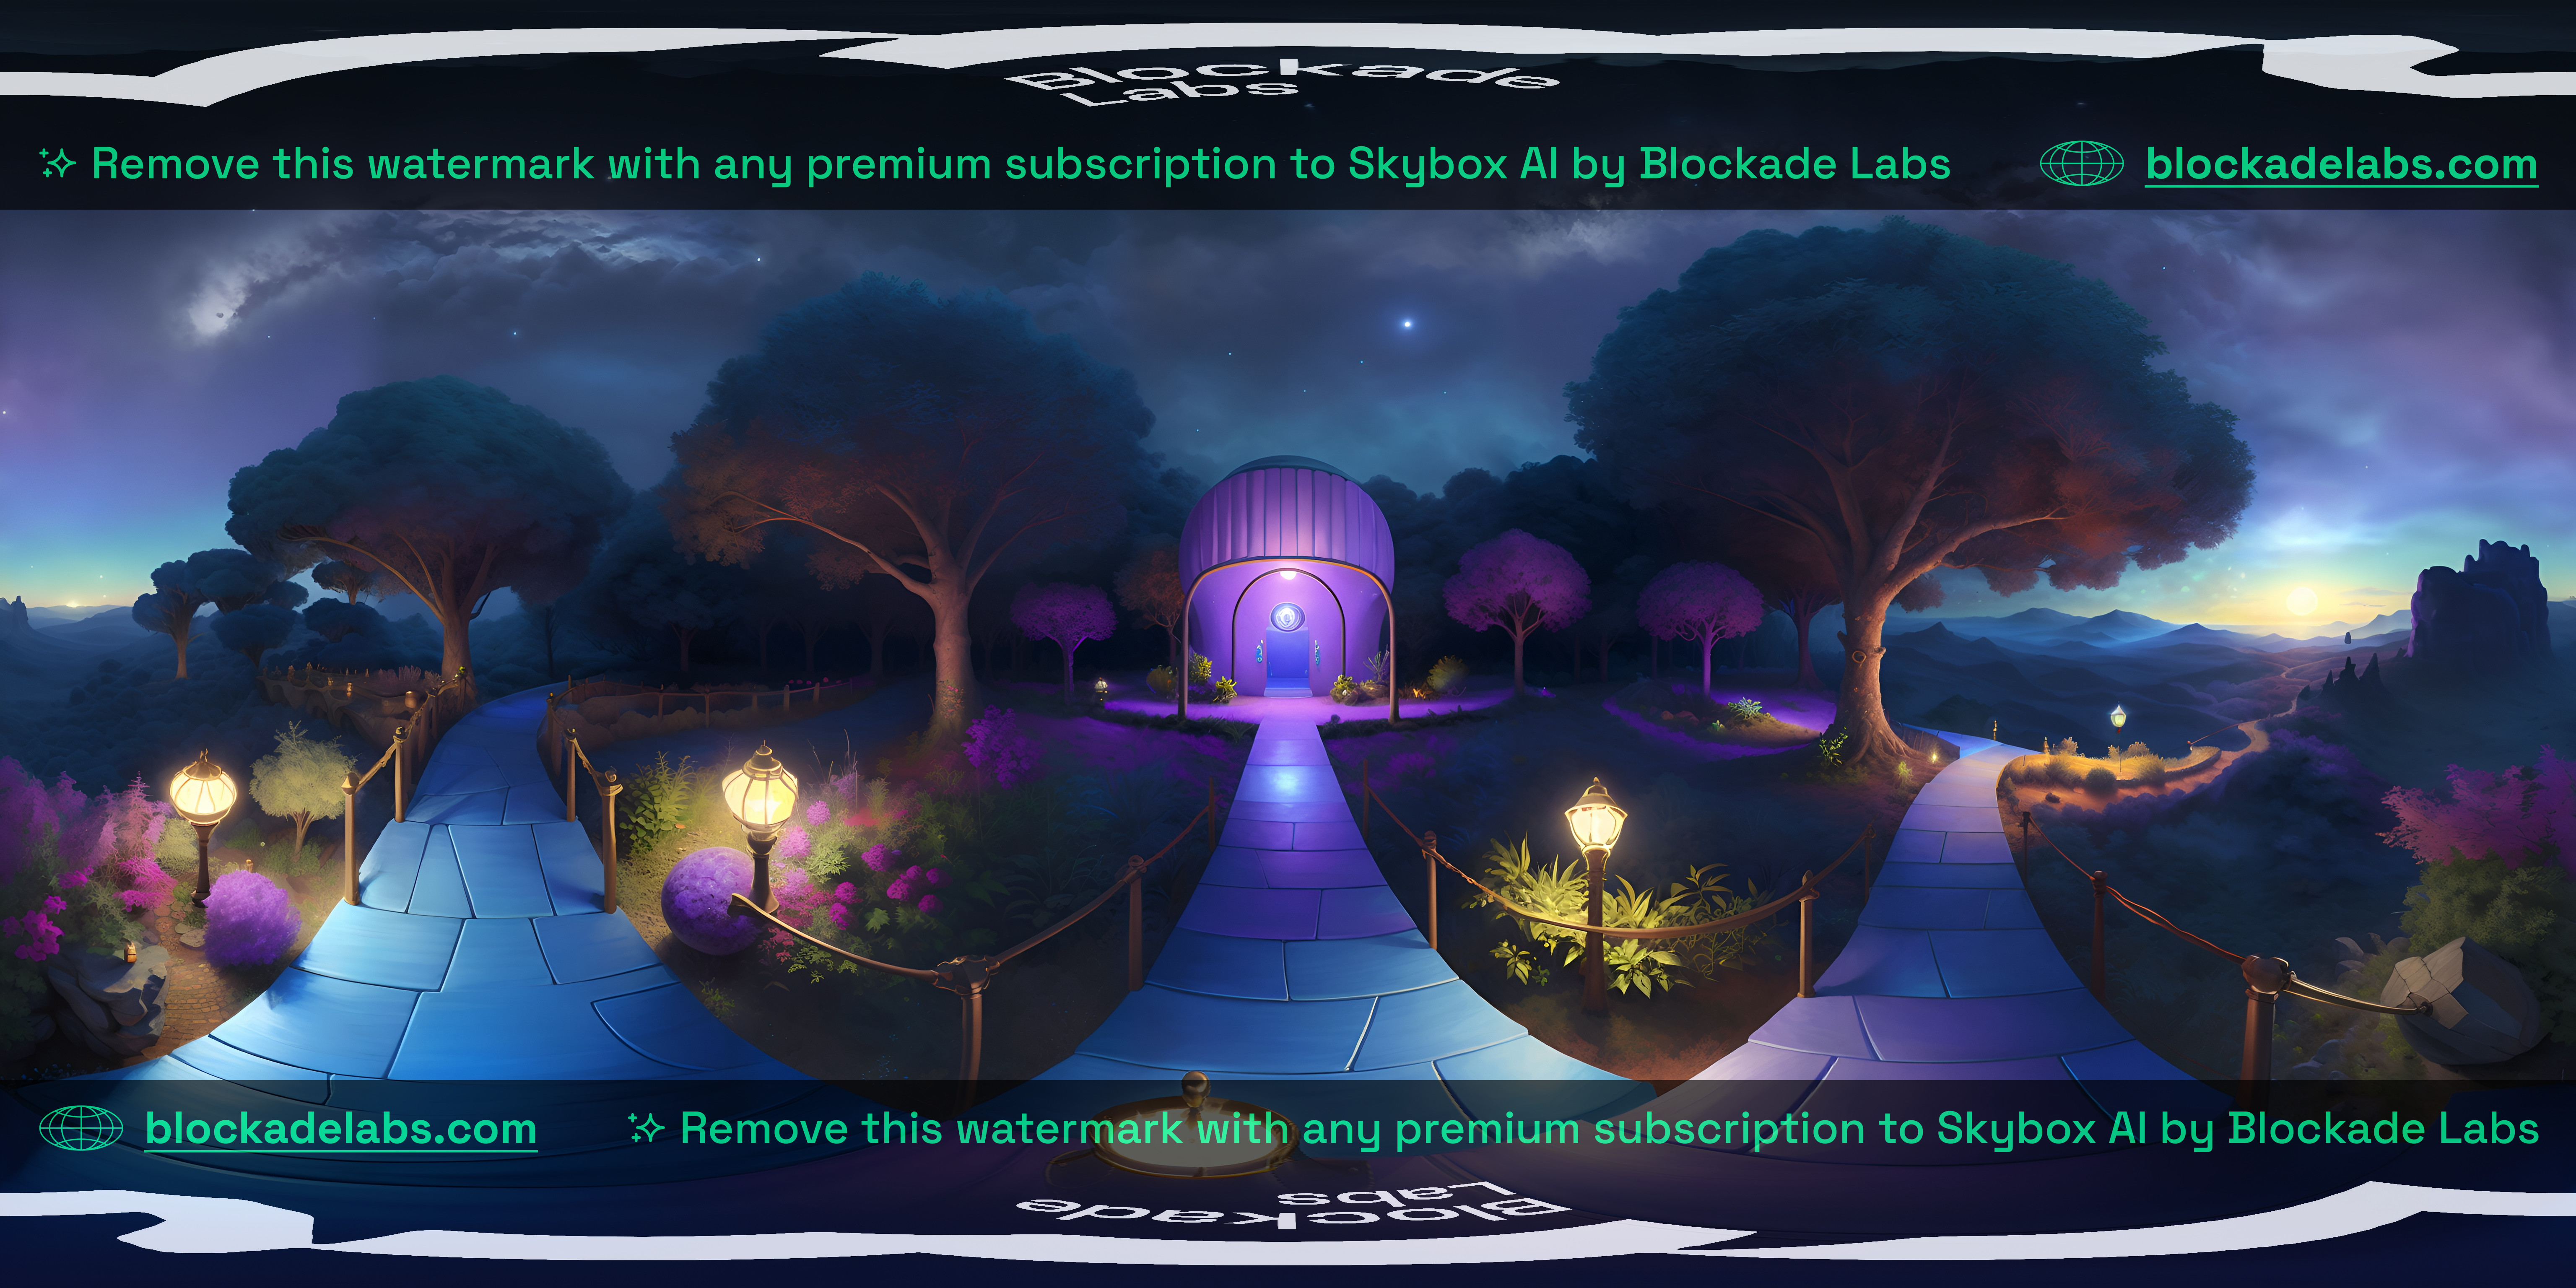 Blockade
Labs
Remove this watermark with any premium subscription to Skybox AI by Blockade Labs
blockadelabs.com
blockadelabs.com
Remove this watermark with any premium subscription to Skybox AI by Blockade Labs
Labs
Blockade